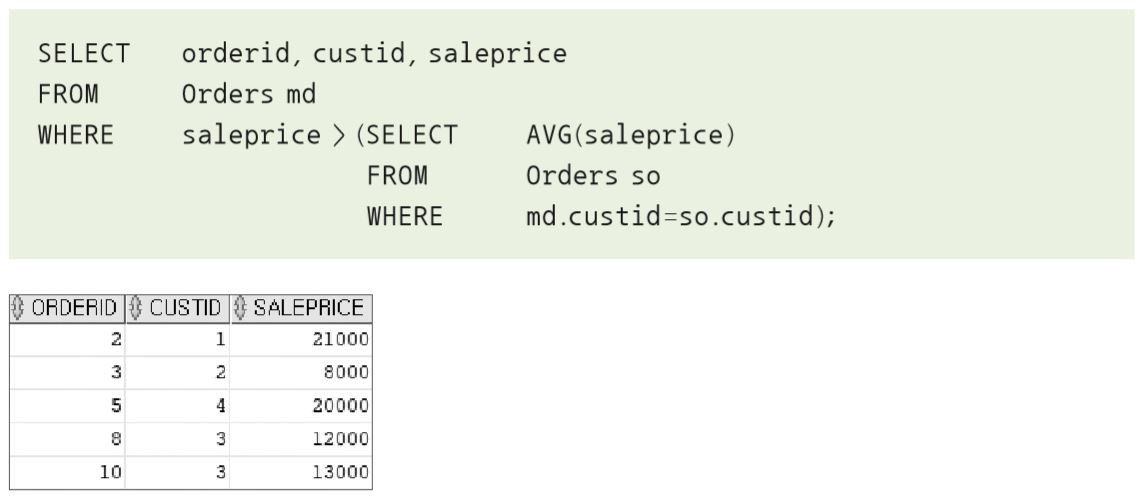 SELECT orderid, custid, saleprice
FROM Orders md
WHERE saleprice > (SELECT AVG(saleprice)
FROM Orders so
WHERE md.custid=so.custid);
ORDERID CUSTID SALEPRICE
2 1 21000
3 2 8000
5 4 20000
8 3 12000
10 3 13000